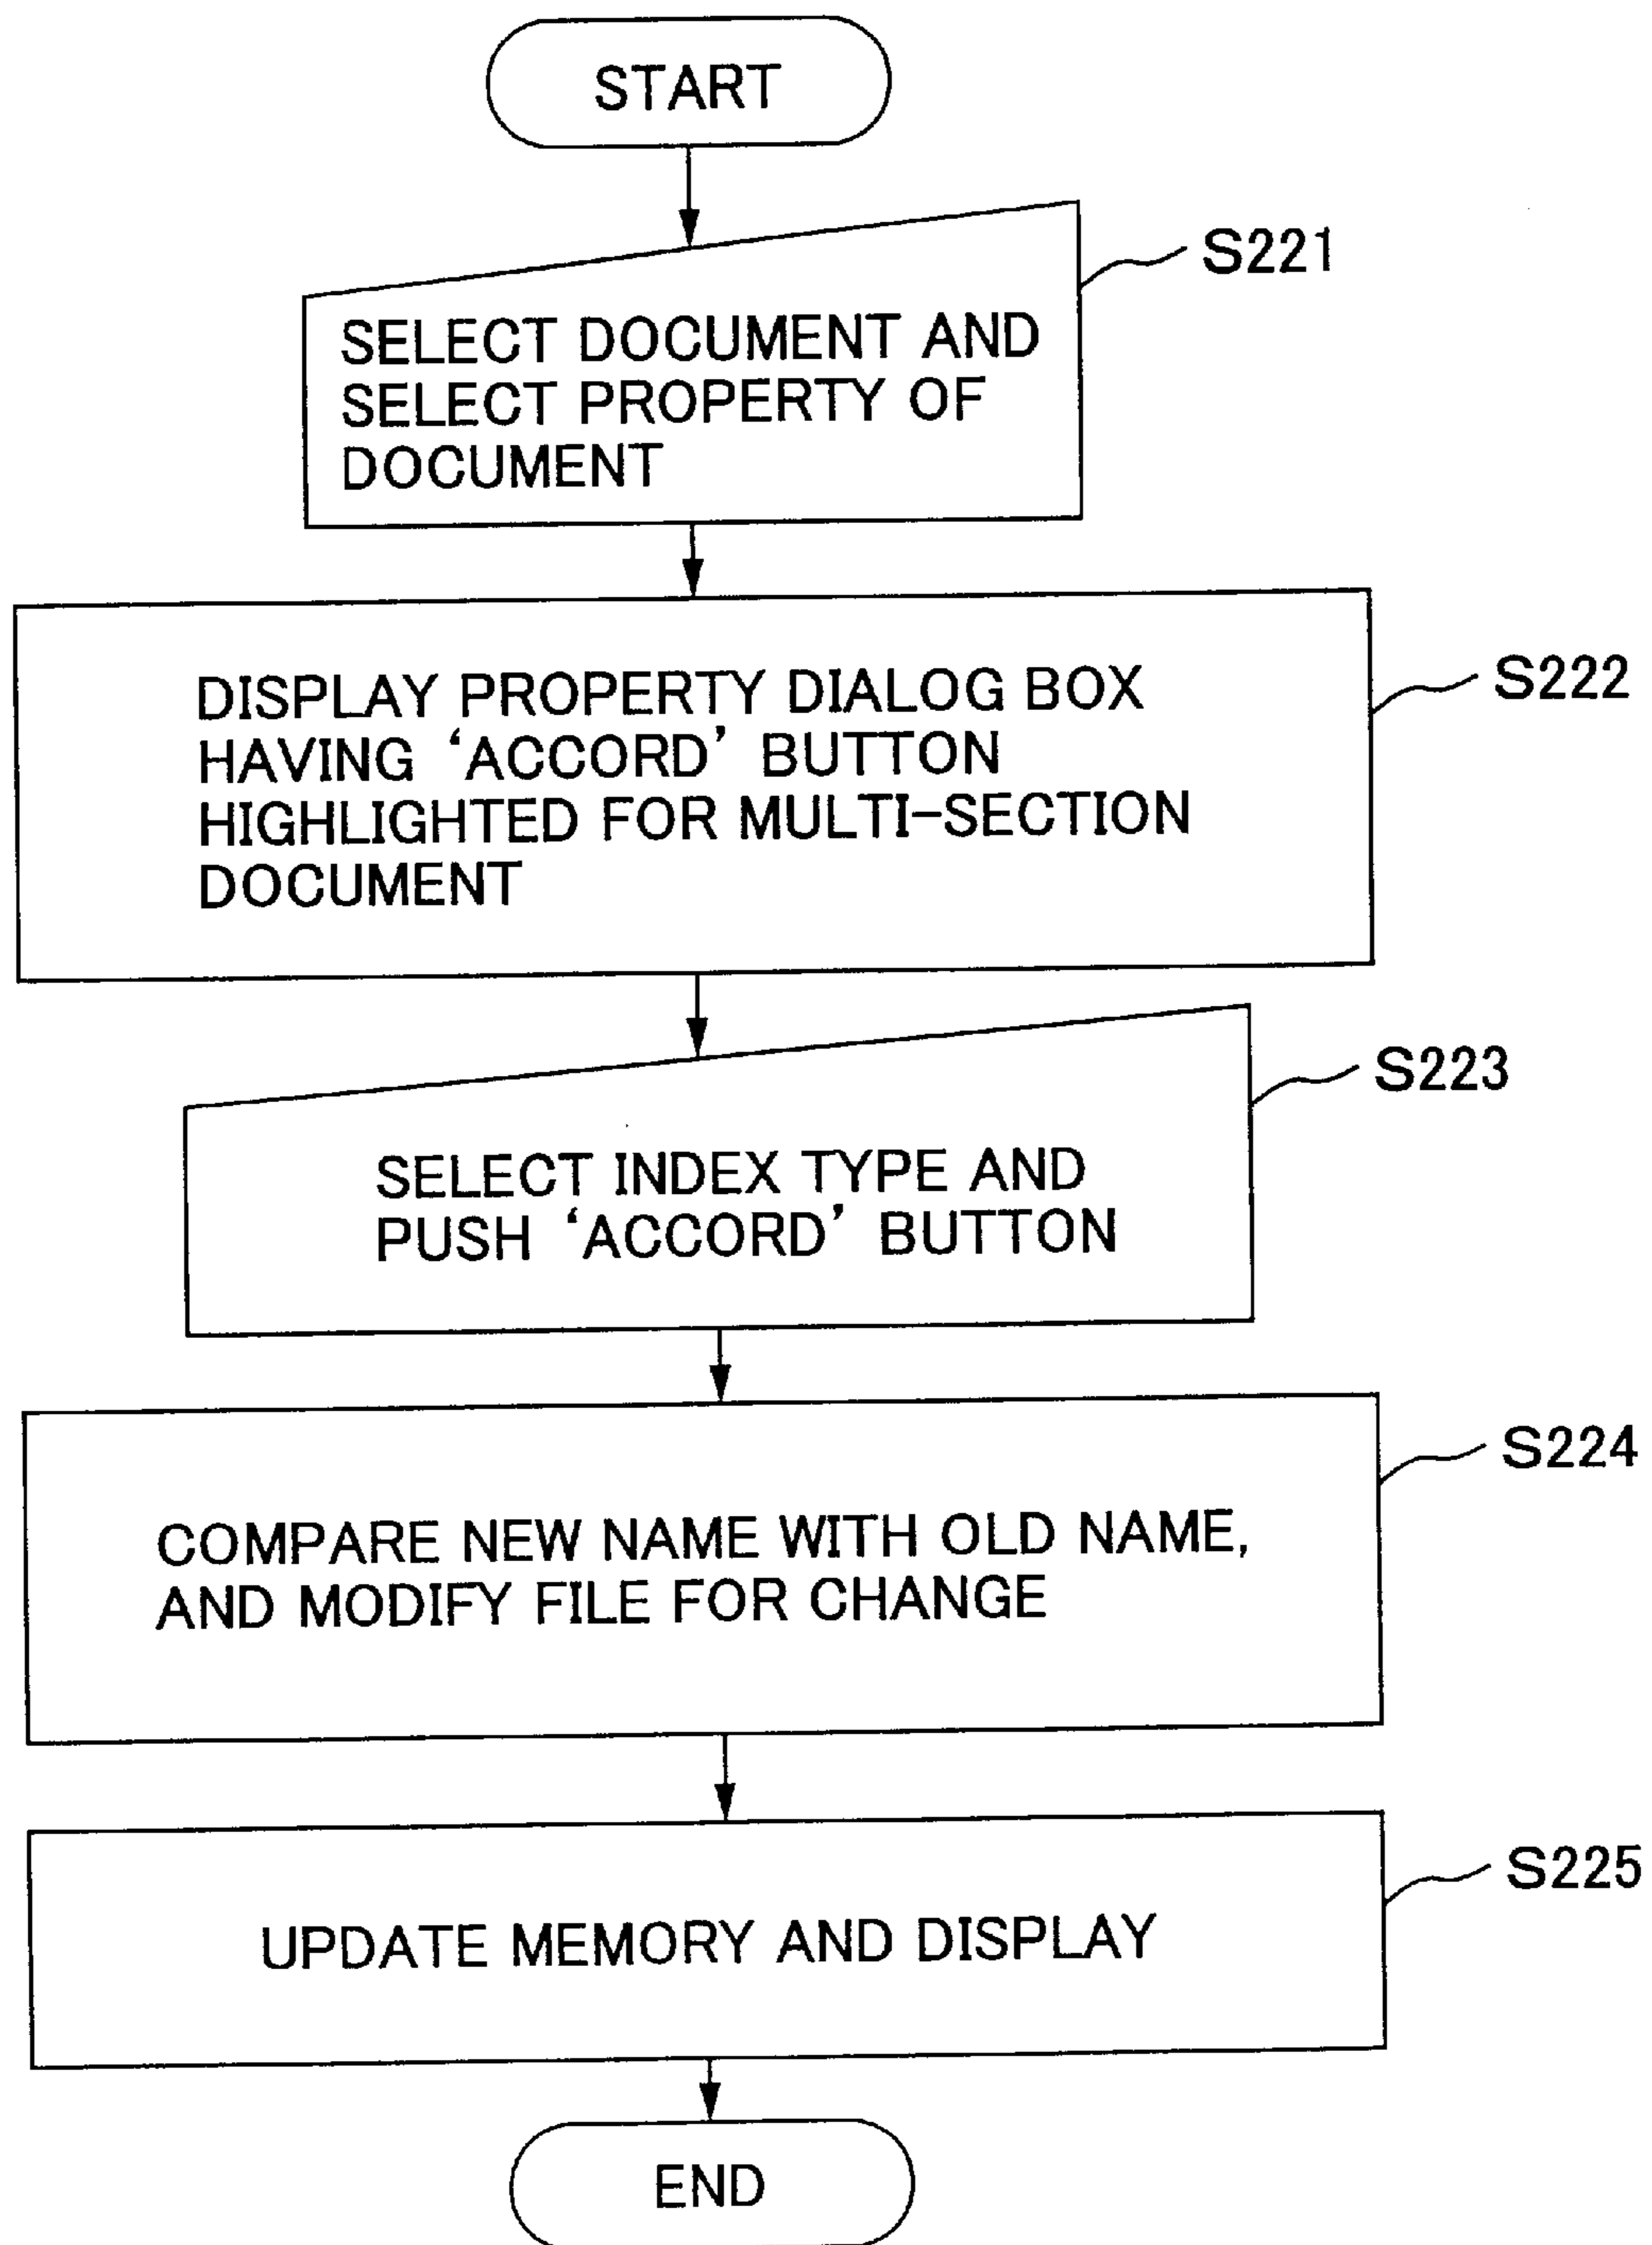 START
S221
SELECT DOCUMENT AND
SELECT PROPERTY OF
DOCUMENT
S222
DISPLAY PROPERTY DIALOG BOX
HAVING ‘ACCORD’ BUTTON
HIGHLIGHTED FOR MULTI-SECTION
DOCUMENT
S223
SELECT INDEX TYPE AND
PUSH ‘ACCORD’ BUTTON
S224
COMPARE NEW NAME WITH OLD NAME,
AND MODIFY FILE FOR CHANGE
S225
UPDATE MEMORY AND DISPLAY
END